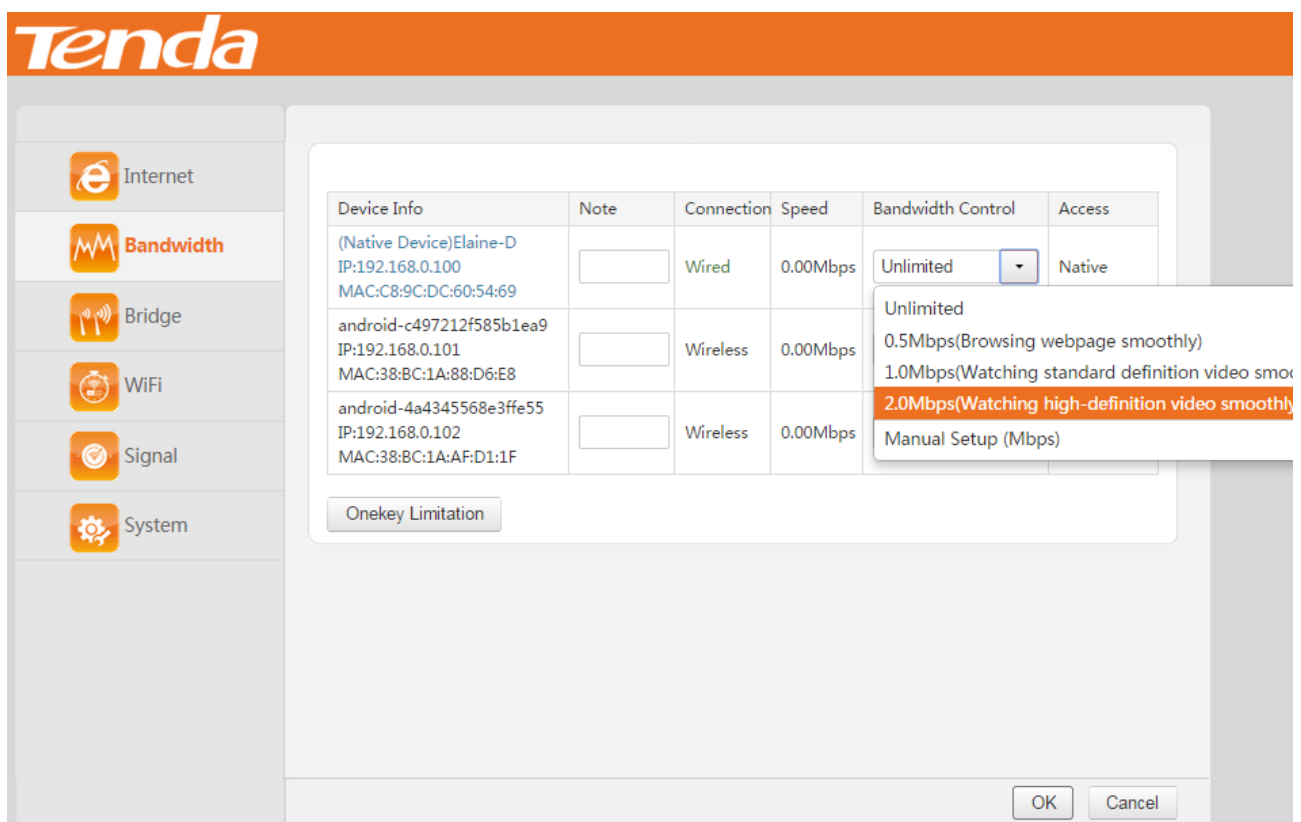 Tenda
Internet
Bandwidth
Bridge
WiFi
Signal
System
Device Info Note Connection Speed Bandwidth Control Access
(Native Device)Elaine-D
IP:192.168.0.100
MAC:C8:9C:DC:60:54:69
Wired 0.00Mbps Unlimited Native
android-c497212f585b1ea9
IP:192.168.0.101
MAC:38:BC:1A:88:D6:E8
Wireless 0.00Mbps
android-4a4345568e3ffe55
IP:192.168.0.102
MAC:38:BC:1A:AF:D1:1F
Wireless 0.00Mbps
Unlimited
0.5Mbps(Browsing webpage smoothly)
1.0Mbps(Watching standard definition video smoo
2.0Mbps(Watching high-definition video smoothly
Manual Setup (Mbps)
Onekey Limitation
OK Cancel